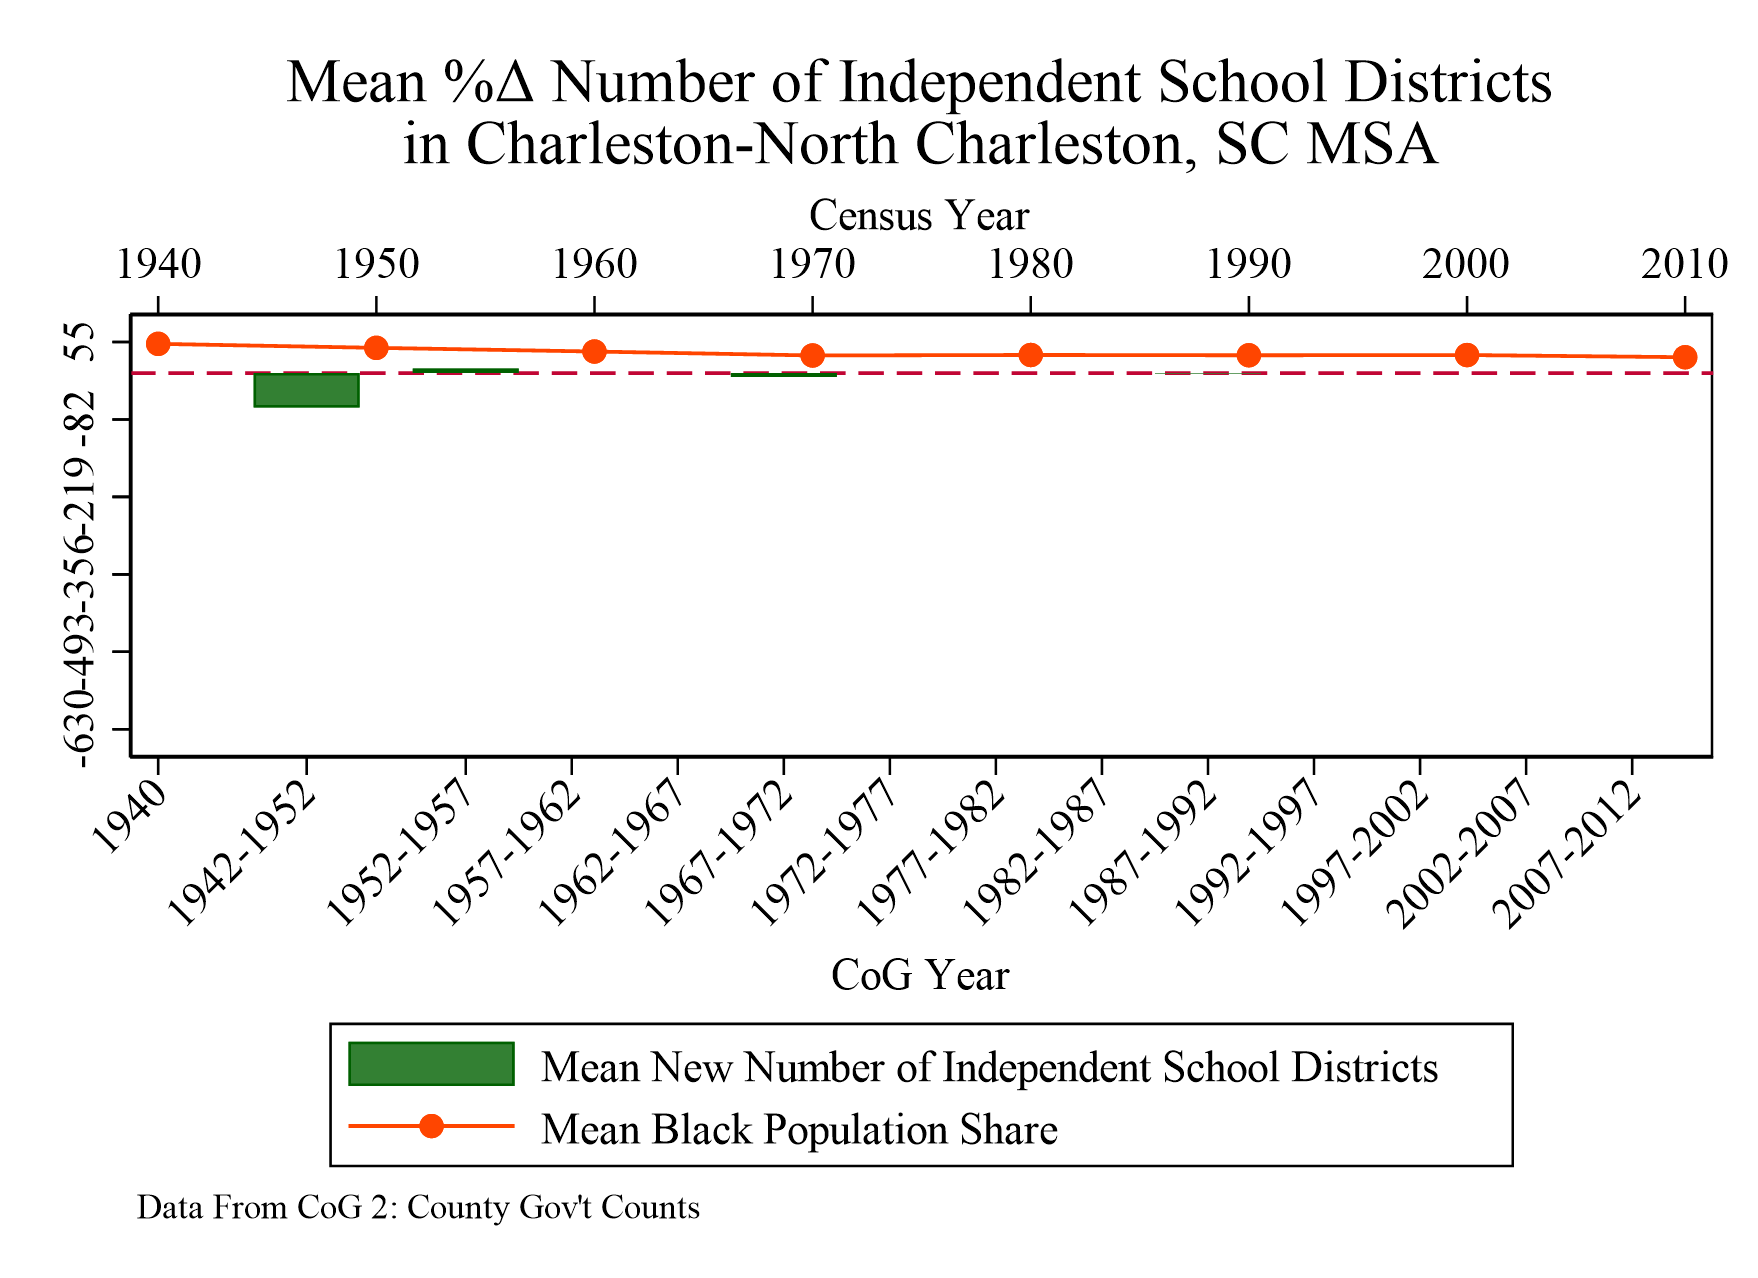 Mean %Δ Number of Independent School Districts
in Charleston-North Charleston, SC MSA
Census Year
1940 1950 1960 1970 1980 1990 2000 2010
55
-82
-219
-356
-493
-630
1940 1942-1952 1952-1957 1957-1962 1962-1967 1967-1972 1972-1977 1977-1982 1982-1987 1987-1992 1992-1997 1997-2002 2002-2007 2007-2012
CoG Year
Mean New Number of Independent School Districts
Mean Black Population Share
Data From CoG 2: County Gov't Counts